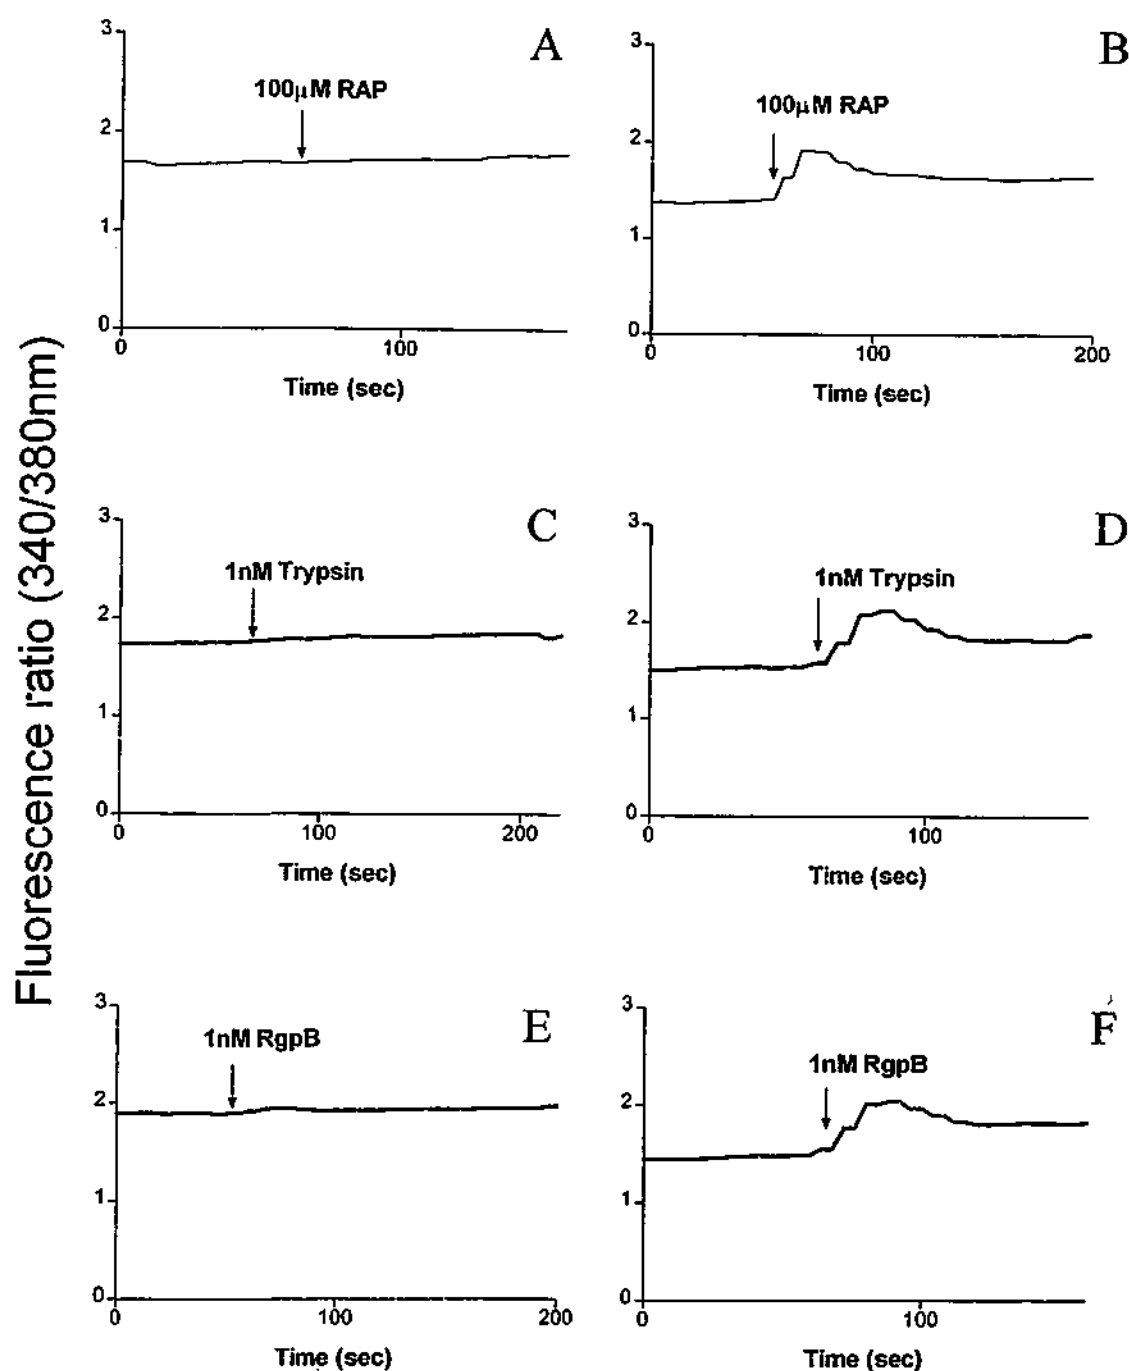 Fluorescence ratio (340/380nm)
A
100μM RAP
3
2
1
0
0 100
Time (sec)
B
100μM RAP
3
2
1
0
0 100 200
Time (sec)
C
1nM Trypsin
3
2
1
0
0 100 200
Time (sec)
D
1nM Trypsin
3
2
1
0
0 100
Time (sec)
E
1nM RgpB
3
2
1
0
0 100 200
Time (sec)
F
1nM RgpB
3
2
1
0
0 100
Time (sec)